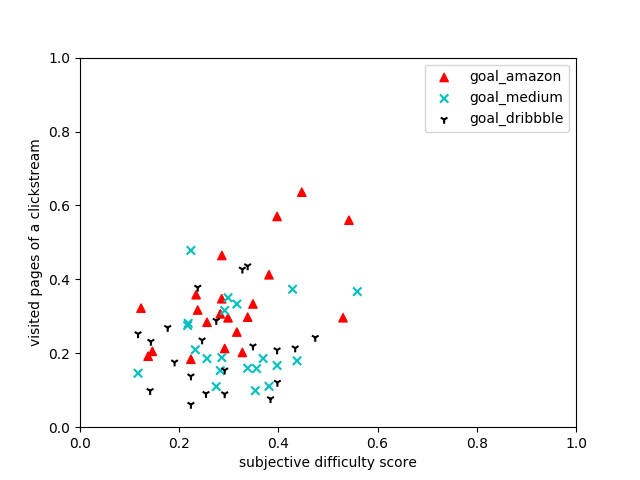 1.0
0.8
0.6
0.4
0.2
0.0
0.0 0.2 0.4 0.6 0.8 1.0
visited pages of a clickstream
subjective difficulty score
goal_amazon
goal_medium
goal_dribbble